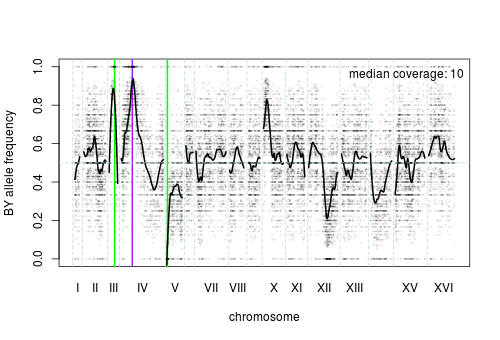 median coverage: 10
BY allele frequency
1.0
0.8
0.6
0.4
0.2
0.0
I II III IV V VII VIII X XI XII XIII XV XVI
chromosome